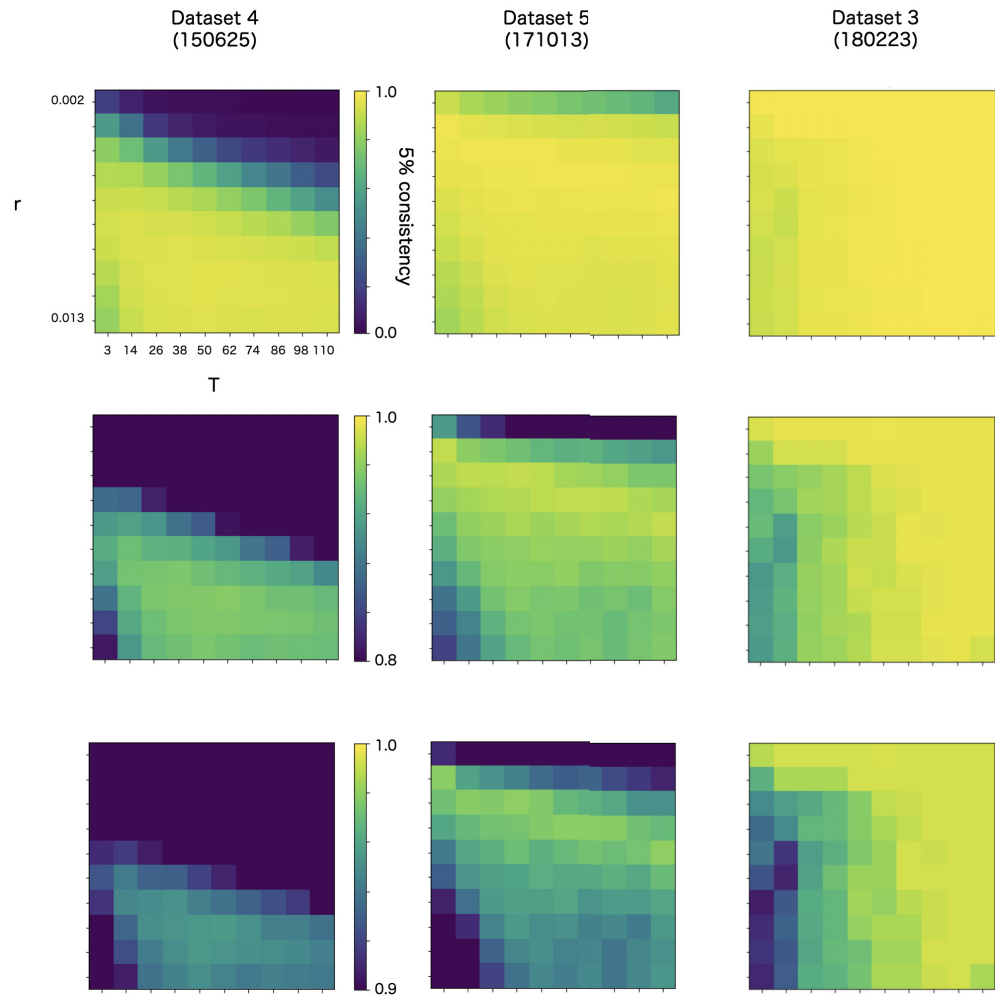 Dataset 4
(150625)
Dataset 5
(171013)
Dataset 3
(180223)
0.002
r
0.013
3 14 26 38 50 62 74 86 98 110
T
1.0
5% consistency
0.0
1.0
0.8
1.0
0.9